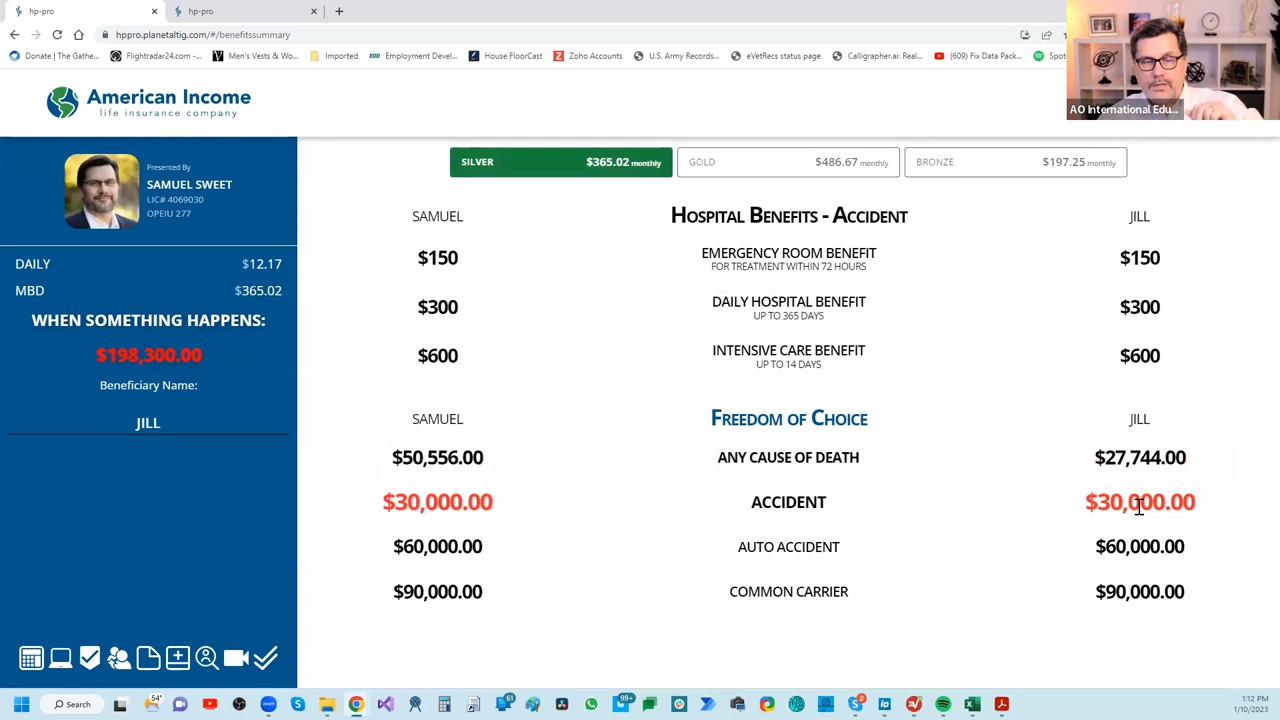 hp-pro
hp-pro
hppro.planetaltig.com/#/benefitssummary
Donate | The Gathe...
Flightradar24.com -...
Men's Vests & Wo...
Imported
EDD Employment Devel...
House FloorCast
Zoho Accounts
U.S. Army Records...
eVetRecs status page
Calligrapher.ai: Real...
(609) Fix Data Pack...
Spot
AO International Edu...
American Income
life insurance company
Presented By
SAMUEL SWEET
LIC# 4069030
OPEIU 277
DAILY $12.17
MBD $365.02
WHEN SOMETHING HAPPENS:
$198,300.00
Beneficiary Name:
JILL
SILVER $365.02 monthly
GOLD $486.67 monthly
BRONZE $197.25 monthly
SAMUEL HOSPITAL BENEFITS - ACCIDENT JILL
$150 EMERGENCY ROOM BENEFIT $150
FOR TREATMENT WITHIN 72 HOURS
$300 DAILY HOSPITAL BENEFIT $300
UP TO 365 DAYS
$600 INTENSIVE CARE BENEFIT $600
UP TO 14 DAYS
SAMUEL FREEDOM OF CHOICE JILL
$50,556.00 ANY CAUSE OF DEATH $27,744.00
$30,000.00 ACCIDENT $30,000.00
$60,000.00 AUTO ACCIDENT $60,000.00
$90,000.00 COMMON CARRIER $90,000.00
Search
54°
61
99+
1:12 PM
1/10/2023